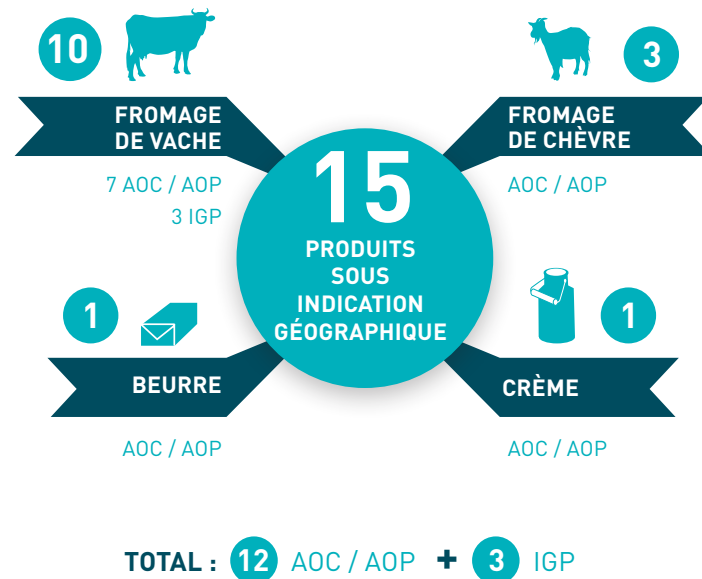 10
3
FROMAGE
DE VACHE
FROMAGE
DE CHÈVRE
7 AOC / AOP
3 IGP
AOC / AOP
15
PRODUITS
SOUS
INDICATION
GÉOGRAPHIQUE
1
1
BEURRE
CRÈME
AOC / AOP
AOC / AOP
TOTAL : 12 AOC / AOP + 3 IGP